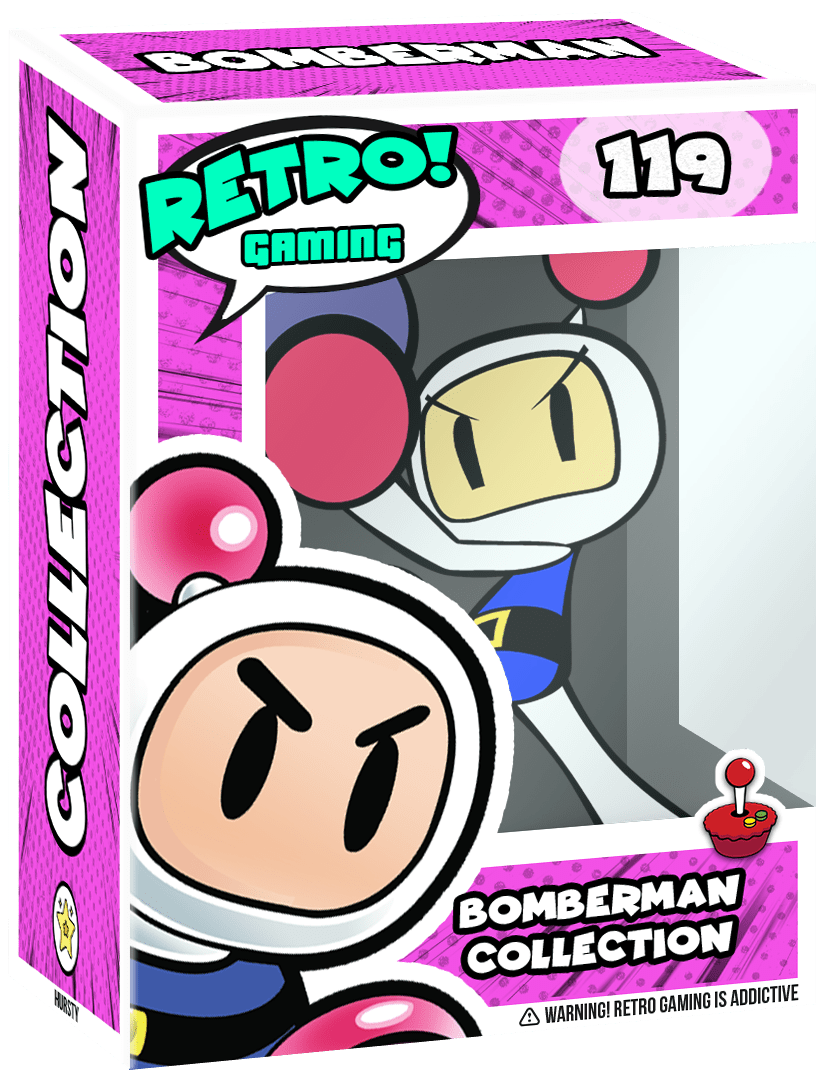 BOMBERMAN
COLLECTION
RETRO!
GAMING
119
BOMBERMAN
COLLECTION
⚠ WARNING! RETRO GAMING IS ADDICTIVE
HURSTY